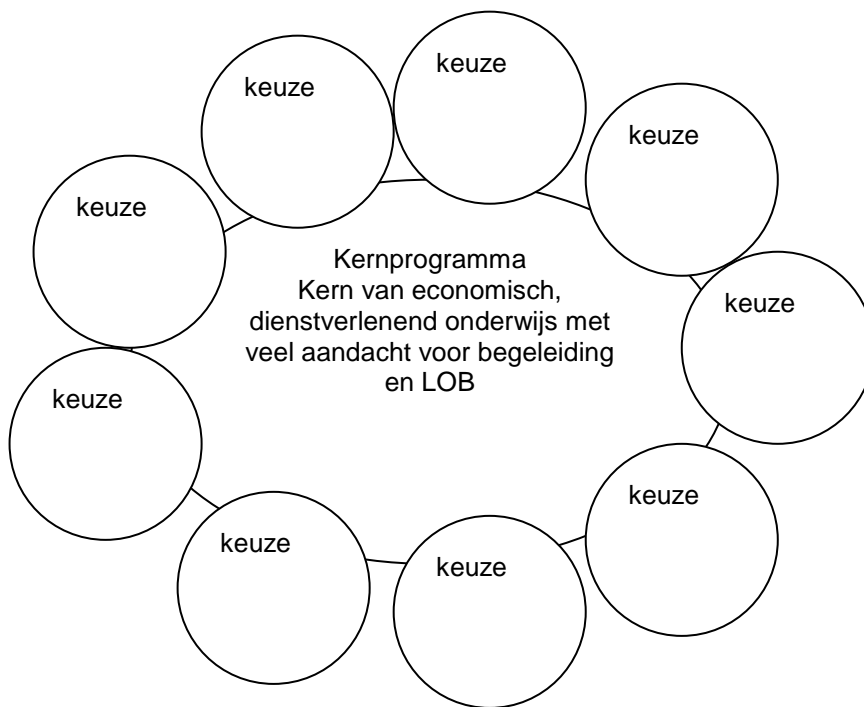 keuze
keuze
keuze
keuze
Kernprogramma
Kern van economisch,
dienstverlenend onderwijs met
veel aandacht voor begeleiding
en LOB
keuze
keuze
keuze
keuze
keuze